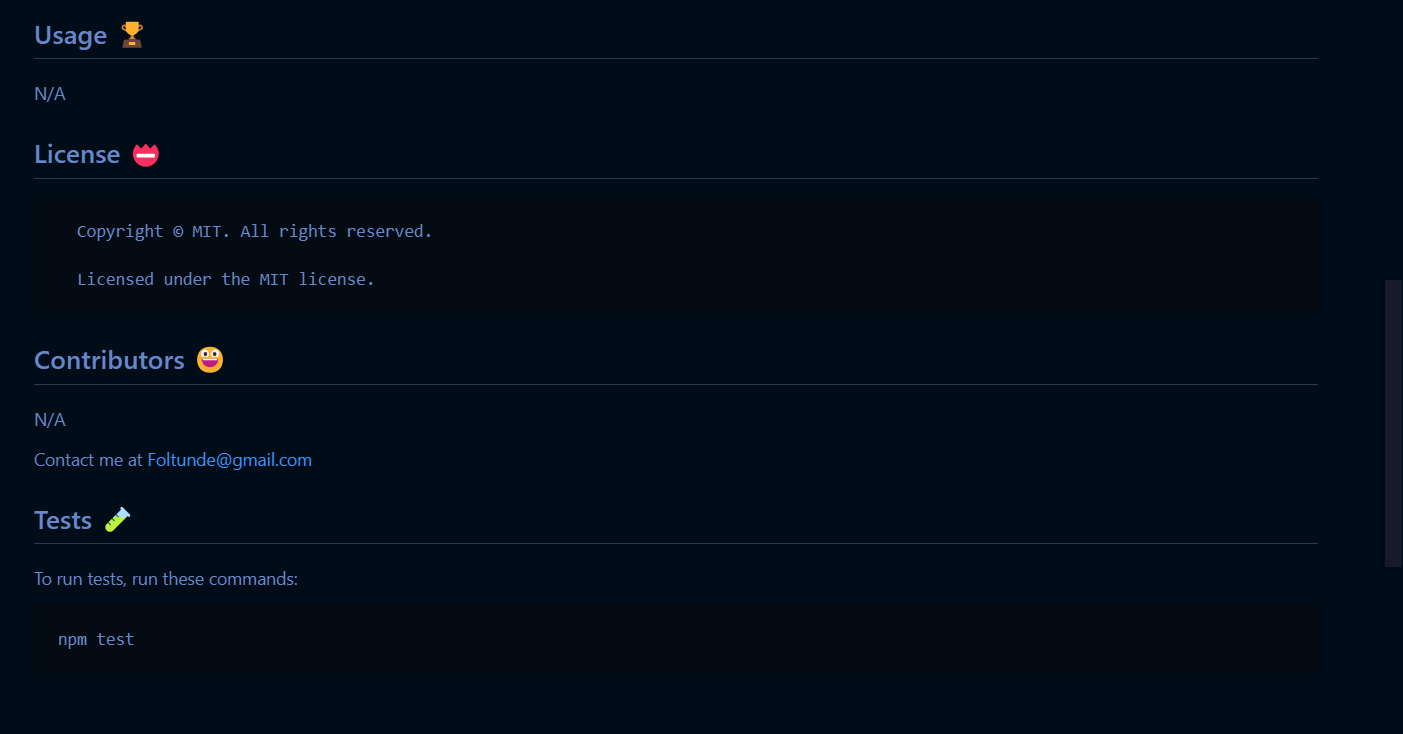 Usage 🏆
N/A
License 📛
Copyright © MIT. All rights reserved.
Licensed under the MIT license.
Contributors 😀
N/A
Contact me at Foltunde@gmail.com
Tests 🧪
To run tests, run these commands:
npm test